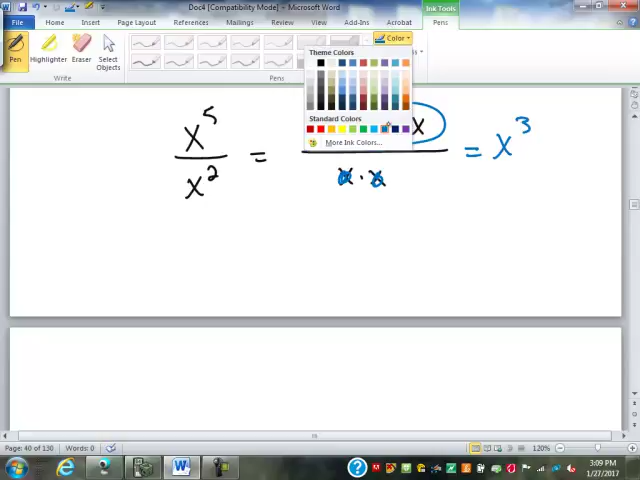 Doc4 [Compatibility Mode] - Microsoft Word
Ink Tools
File Home Insert Page Layout References Mailings Review View Add-Ins Acrobat Pens
Pen Highlighter Eraser Select Objects
Color
Write
Pens
Theme Colors
Standard Colors
More Ink Colors...
x⁵ / x² = x / x · x = x³
Page: 40 of 130 Words: 0 120%
3:09 PM
1/27/2017